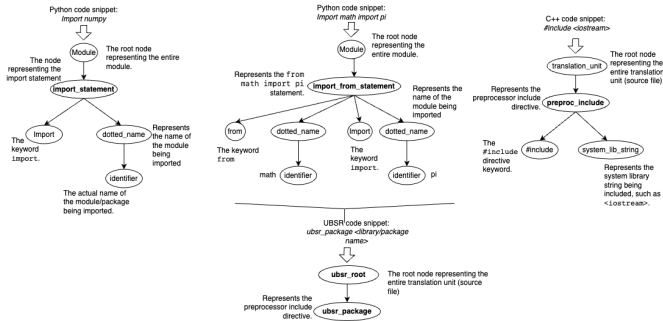 Python code snippet:
Import numpy
Module
The root node
representing the entire
module.
The node
representing the
import statement
import_statement
Import
dotted_name
The
keyword
import.
Represents
the name of
the module
being
imported
identifier
The actual name of
the module/package
being imported.
Python code snippet:
Import math import pi
Module
The root node
representing the
entire module.
Represents the from
math import pi
statement.
import_from_statement
Represents the
name of the
module being
imported
from
dotted_name
Import
dotted_name
The keyword
from
The
keyword
import.
math
identifier
identifier
pi
C++ code snippet:
#include <iostream>
translation_unit
The root node
representing the
entire translation
unit (source file)
Represents the
preprocessor include
directive.
preproc_include
The
#include
directive
keyword.
#include
system_lib_string
Represents the
system library
string being
included, such as
<iostream>.
UBSR code snippet:
ubsr_package <library/package
name>
ubsr_root
The root node representing the
entire translation unit (source
file)
Represents the
preprocessor include
directive.
ubsr_package